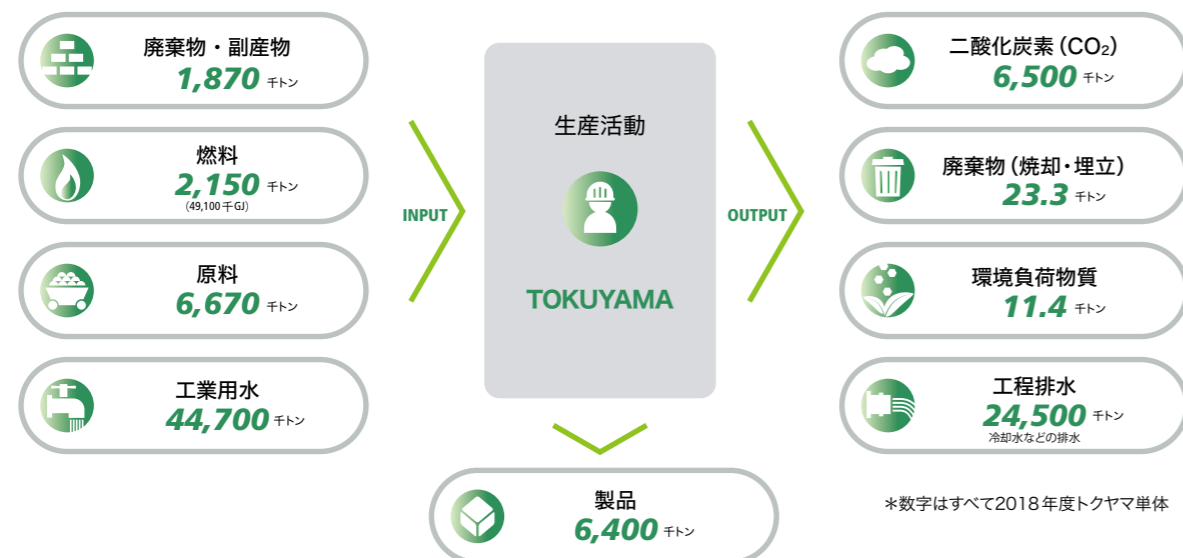 廃棄物・副産物
1,870 千トン
燃料
2,150 千トン
(49,100千GJ)
原料
6,670 千トン
工業用水
44,700 千トン
INPUT
生産活動
TOKUYAMA
OUTPUT
二酸化炭素(CO₂)
6,500 千トン
廃棄物(焼却・埋立)
23.3 千トン
環境負荷物質
11.4 千トン
工程排水
24,500 千トン
冷却水などの排水
製品
6,400 千トン
*数字はすべて2018年度トクヤマ単体